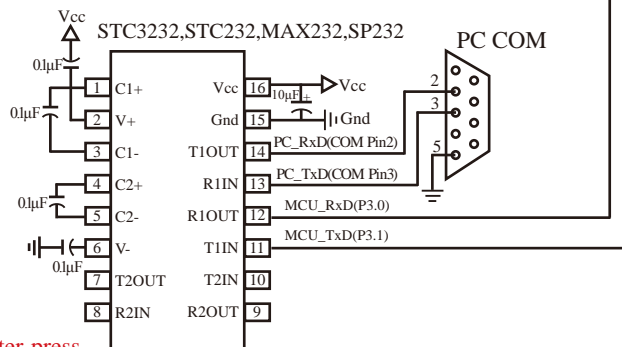 Vcc
STC3232,STC232,MAX232,SP232
PC COM
0.1μF
0.1μF
1 C1+ Vcc 16 Vcc
10μF +
2 V+ Gnd 15 Gnd
3 C1- T1OUT 14 PC_RxD(COM Pin2)
4 C2+ R1IN 13 PC_TxD(COM Pin3)
0.1μF
5 C2- R1OUT 12 MCU_RxD(P3.0)
6 V- T1IN 11 MCU_TxD(P3.1)
0.1μF
7 T2OUT T2IN 10
8 R2IN R2OUT 9
2
3
5
press